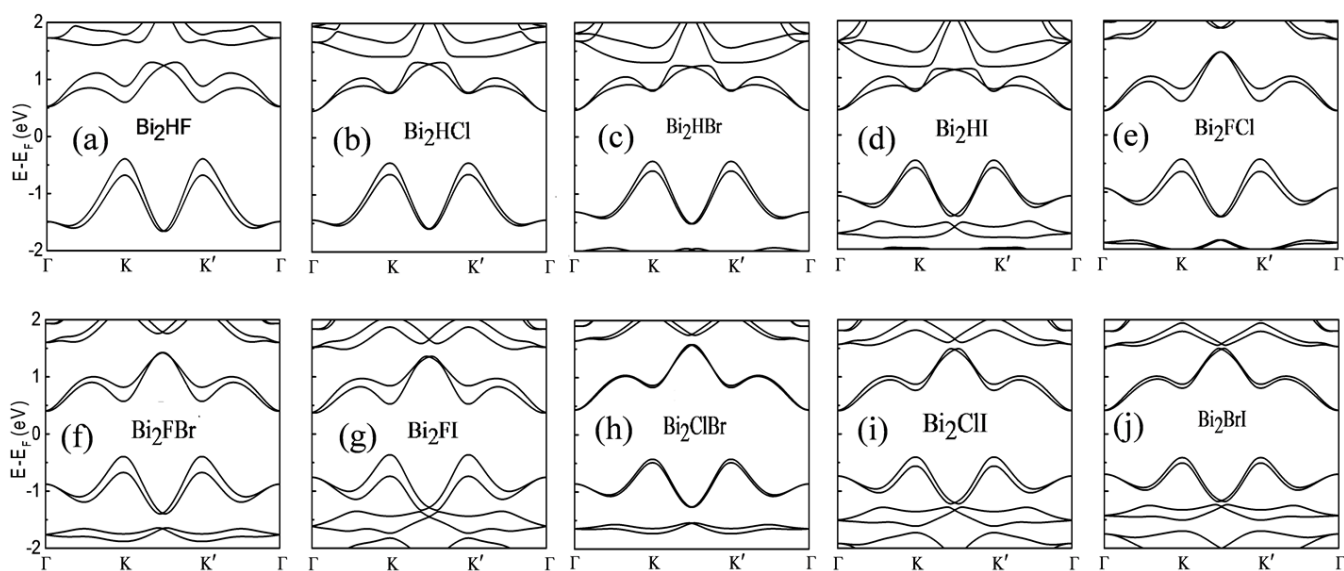 2
1
0
-1
-2
E-E_F (eV)
(a) Bi₂HF
Γ K K′ Γ
(b) Bi₂HCl
Γ K K′ Γ
(c) Bi₂HBr
Γ K K′ Γ
(d) Bi₂HI
Γ K K′ Γ
(e) Bi₂FCl
Γ K K′ Γ
2
1
0
-1
-2
E-E_F (eV)
(f) Bi₂FBr
Γ K K′ Γ
(g) Bi₂FI
Γ K K′ Γ
(h) Bi₂ClBr
Γ K K′ Γ
(i) Bi₂ClI
Γ K K′ Γ
(j) Bi₂BrI
Γ K K′ Γ